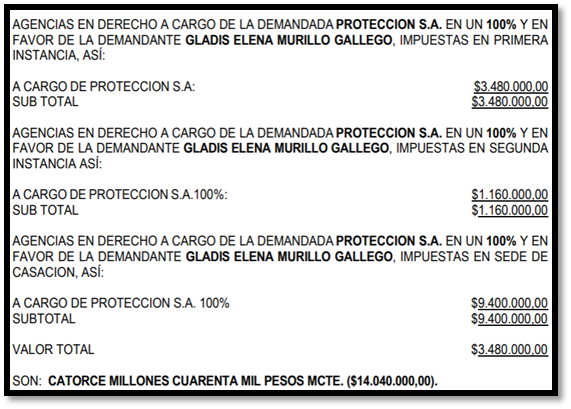 AGENCIAS EN DERECHO A CARGO DE LA DEMANDADA PROTECCION S.A. EN UN 100% Y EN
FAVOR DE LA DEMANDANTE GLADIS ELENA MURILLO GALLEGO, IMPUESTAS EN PRIMERA
INSTANCIA, ASÍ:
A CARGO DE PROTECCION S.A: $3.480.000,00
SUB TOTAL $3.480.000,00
AGENCIAS EN DERECHO A CARGO DE LA DEMANDADA PROTECCION S.A. EN UN 100% Y EN
FAVOR DE LA DEMANDANTE GLADIS ELENA MURILLO GALLEGO, IMPUESTAS EN SEGUNDA
INSTANCIA ASÍ:
A CARGO DE PROTECCION S.A.100%: $1.160.000,00
SUB TOTAL $1.160.000,00
AGENCIAS EN DERECHO A CARGO DE LA DEMANDADA PROTECCION S.A. EN UN 100% Y EN
FAVOR DE LA DEMANDANTE GLADIS ELENA MURILLO GALLEGO, IMPUESTAS EN SEDE DE
CASACION, ASÍ:
A CARGO DE PROTECCION S.A. 100% $9.400.000,00
SUBTOTAL $9.400.000,00
VALOR TOTAL $3.480.000,00
SON: CATORCE MILLONES CUARENTA MIL PESOS MCTE. ($14.040.000,00).